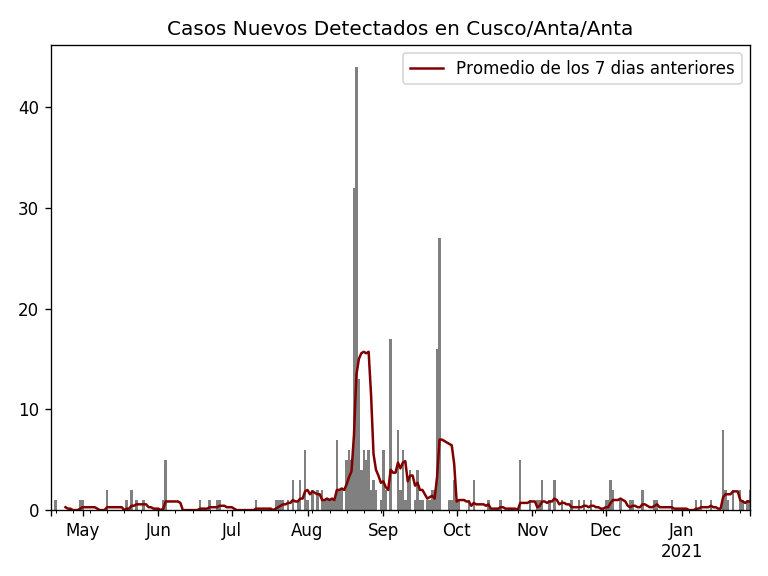 Casos Nuevos Detectados en Cusco/Anta/Anta
Promedio de los 7 dias anteriores
40
30
20
10
0
May Jun Jul Aug Sep Oct Nov Dec Jan
2021